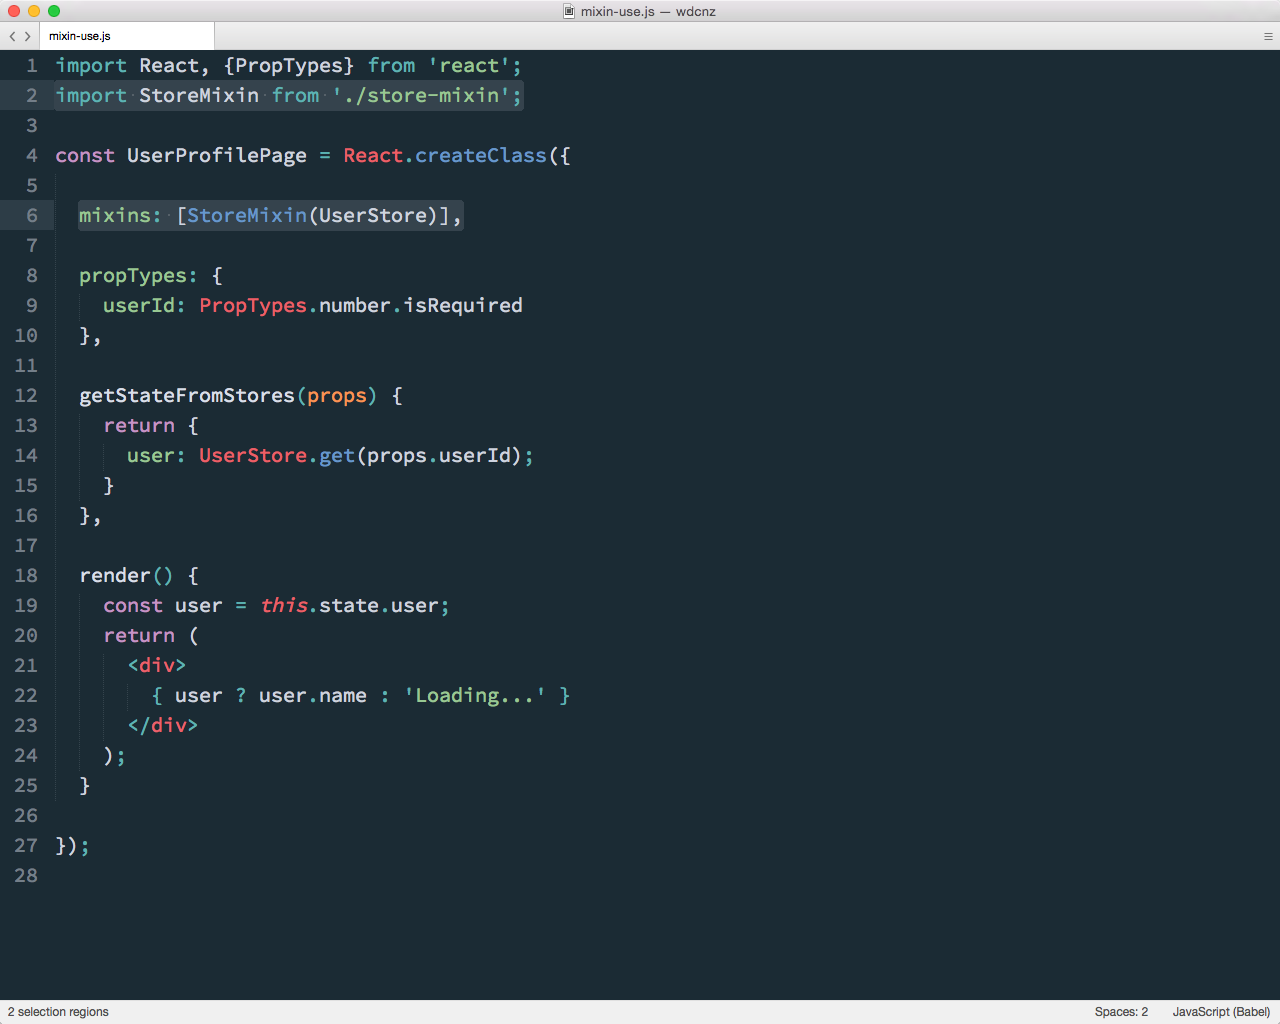 mixin-use.js — wdcnz
mixin-use.js
1 import React, {PropTypes} from 'react';
2 import StoreMixin from './store-mixin';
3
4 const UserProfilePage = React.createClass({
5
6   mixins: [StoreMixin(UserStore)],
7
8   propTypes: {
9     userId: PropTypes.number.isRequired
10   },
11
12   getStateFromStores(props) {
13     return {
14       user: UserStore.get(props.userId);
15     }
16   },
17
18   render() {
19     const user = this.state.user;
20     return (
21       <div>
22         { user ? user.name : 'Loading...' }
23       </div>
24     );
25   }
26
27 });
28
2 selection regions Spaces: 2 JavaScript (Babel)